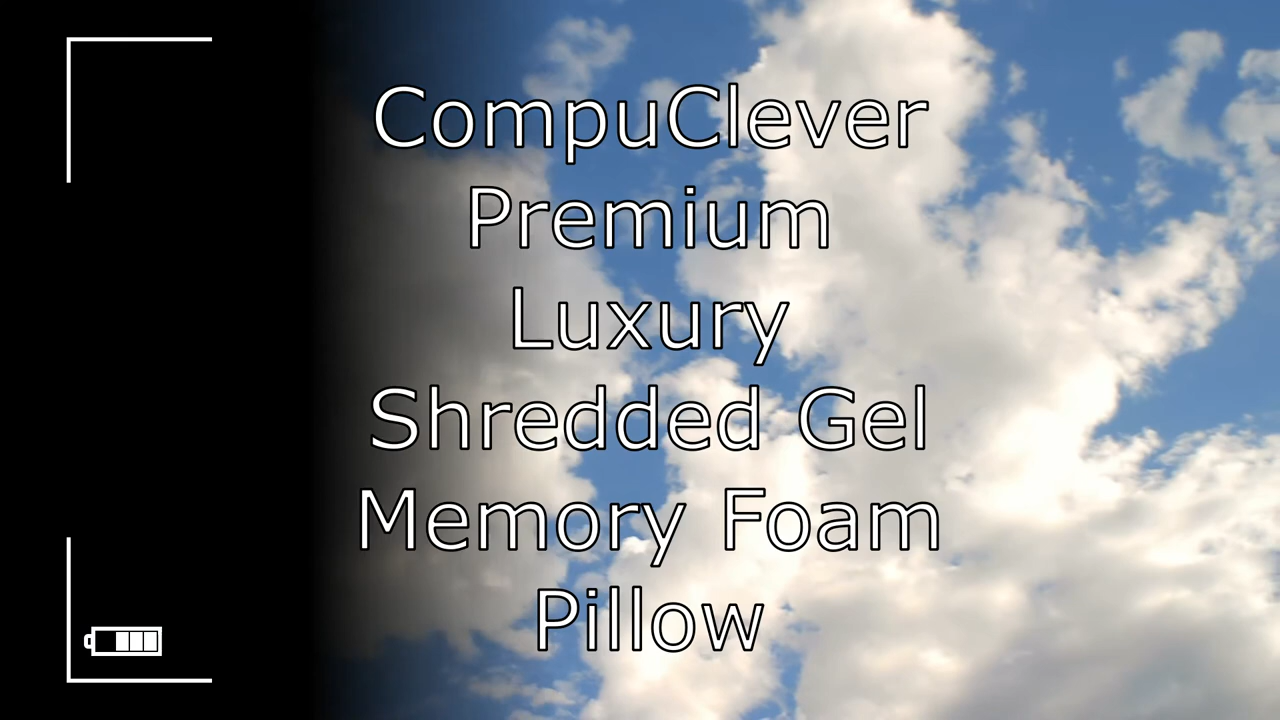 CompuClever
Premium
Luxury
Shredded Gel
Memory Foam
Pillow